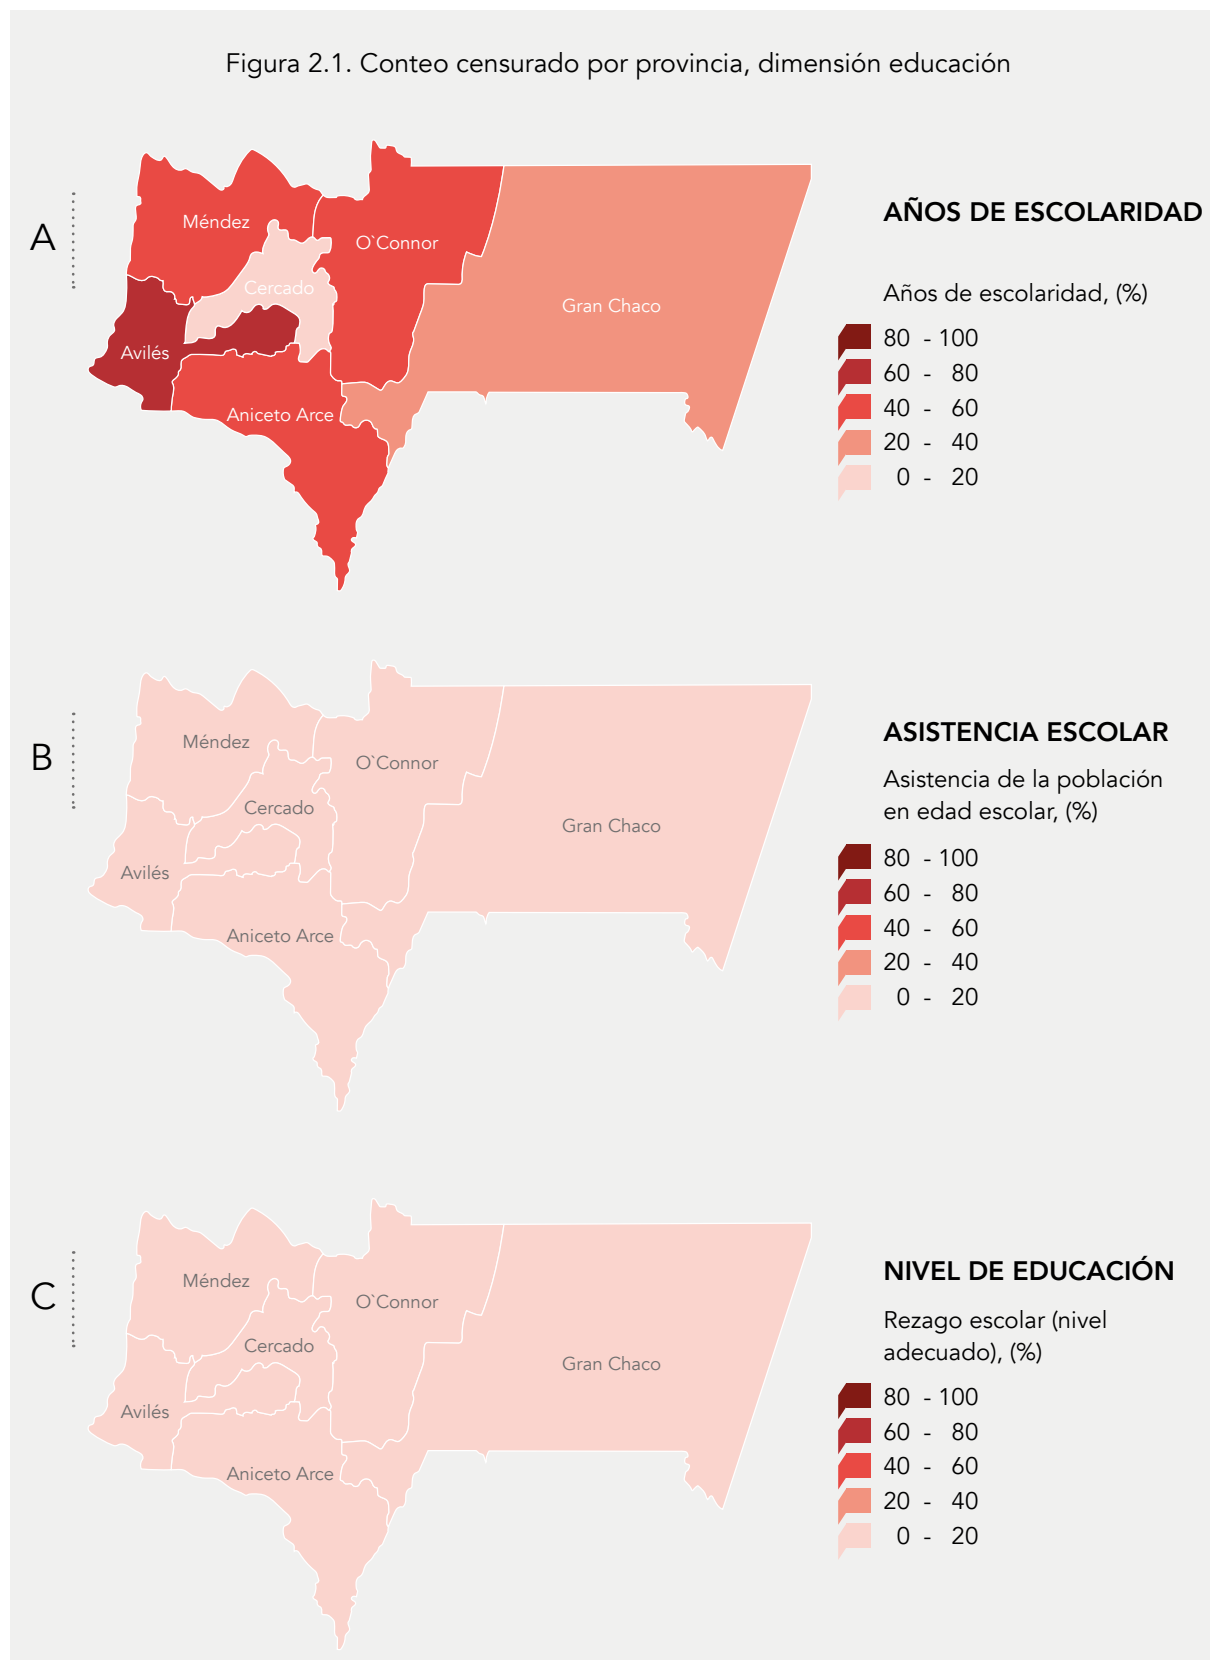 Figura 2.1. Conteo censurado por provincia, dimensión educación
A
Méndez
O`Connor
Cercado
Gran Chaco
Avilés
Aniceto Arce
AÑOS DE ESCOLARIDAD
Años de escolaridad, (%)
80 - 100
60 - 80
40 - 60
20 - 40
0 - 20
B
Méndez
O`Connor
Cercado
Gran Chaco
Avilés
Aniceto Arce
ASISTENCIA ESCOLAR
Asistencia de la población
en edad escolar, (%)
80 - 100
60 - 80
40 - 60
20 - 40
0 - 20
C
Méndez
O`Connor
Cercado
Gran Chaco
Avilés
Aniceto Arce
NIVEL DE EDUCACIÓN
Rezago escolar (nivel
adecuado), (%)
80 - 100
60 - 80
40 - 60
20 - 40
0 - 20